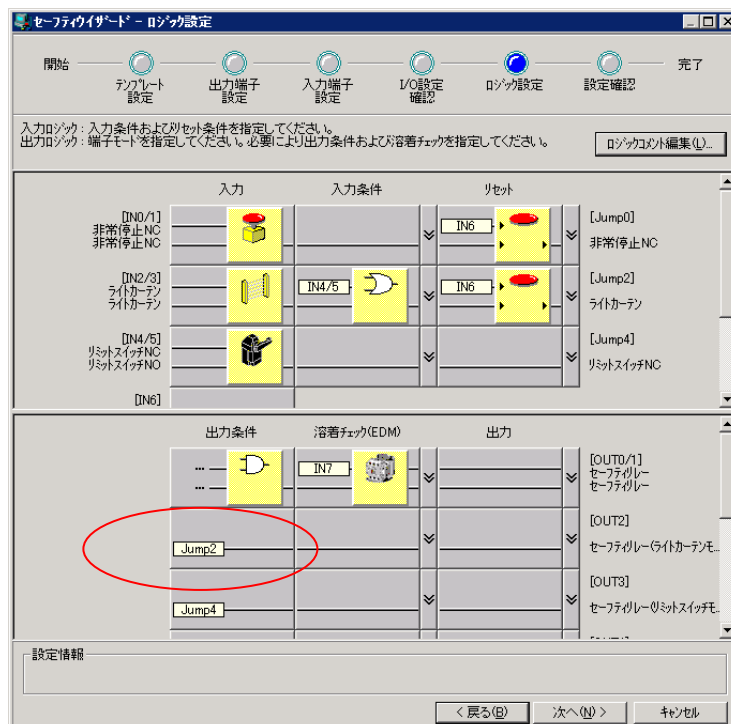 セーフティウィザード - ロジック設定
開始
完了
テンプレート設定
出力端子設定
入力端子設定
I/O設定確認
ロジック設定
設定確認
入力ロジック : 入力条件およびリセット条件を指定してください。
出力ロジック : 端子モードを指定してください。必要により出力条件および溶着チェックを指定してください。
ロジックコメント編集(L)...
入力
入力条件
リセット
[IN0/1]
非常停止NC
非常停止NC
IN6
[Jump0]
非常停止NC
[IN2/3]
ライトカーテン
ライトカーテン
IN4/5
IN6
[Jump2]
ライトカーテン
[IN4/5]
リミットスイッチNC
リミットスイッチNO
[Jump4]
リミットスイッチNC
[IN6]
出力条件
溶着チェック(EDM)
出力
...
...
IN7
[OUT0/1]
セーフティリレー
セーフティリレー
Jump2
[OUT2]
セーフティリレー(ライトカーテンモ...
Jump4
[OUT3]
セーフティリレー(リミットスイッチモ...
設定情報
< 戻る(B)
次へ(N) >
キャンセル